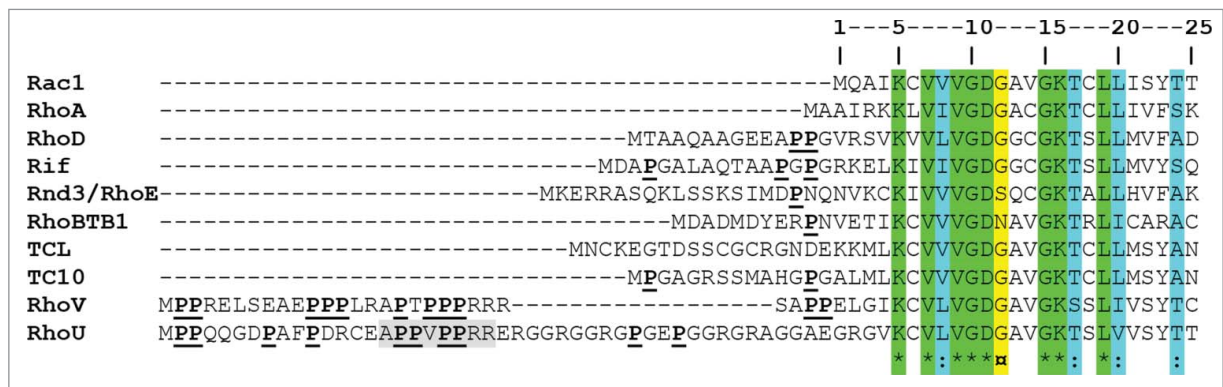 1---5----10---15---20---25
Rac1 ----------------------------------------------MQAIKCVVVGDGAVGKTCLLISYTT
RhoA --------------------------------------------MAAIRKKLVIVGDGACGKTCLLIVFSK
RhoD --------------------------------MTAAQAAGEEAPPGVRSVKVVLVGDGGCGKTSLLMVFAD
Rif ------------------------------MDAPGALAQTAAPGPGRKELKIVIVGDGGCGKTSLLMVYSQ
Rnd3/RhoE--------------------------MKERRASQKLSSKSIMDPNQNVKCKIVVVGDSQCGKTALLHVFAK
RhoBTB1 -----------------------------------MDADMDYERPNVETIKCVVVGDNAVGKTRLICARAC
TCL ----------------------------MNCKEGTDSSCGCRGNDEKKMLKCVVVGDGAVGKTCLLMSYAN
TC10 --------------------------------MPGAGRSSMAHGPGALMLKCVVVGDGAVGKTCLLMSYAN
RhoV MPPRELSEAEPPPLRAPTPPPRRR------------------SAPPELGIKCVLVGDGAVGKSSLIVSYTC
RhoU MPPQQGDPAFPDRCEAPPVPPRRERGGRGGRGPGEPGGRGRAGGAEGRGVKCVLVGDGAVGKTSLVVSYTT
* *:***¤ **: *: :